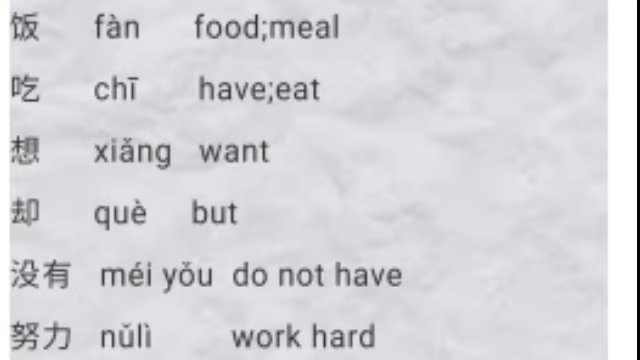 饭 fàn food;meal
吃 chī have;eat
想 xiǎng want
却 què but
没有 méi yǒu do not have
努力 nǔlì work hard